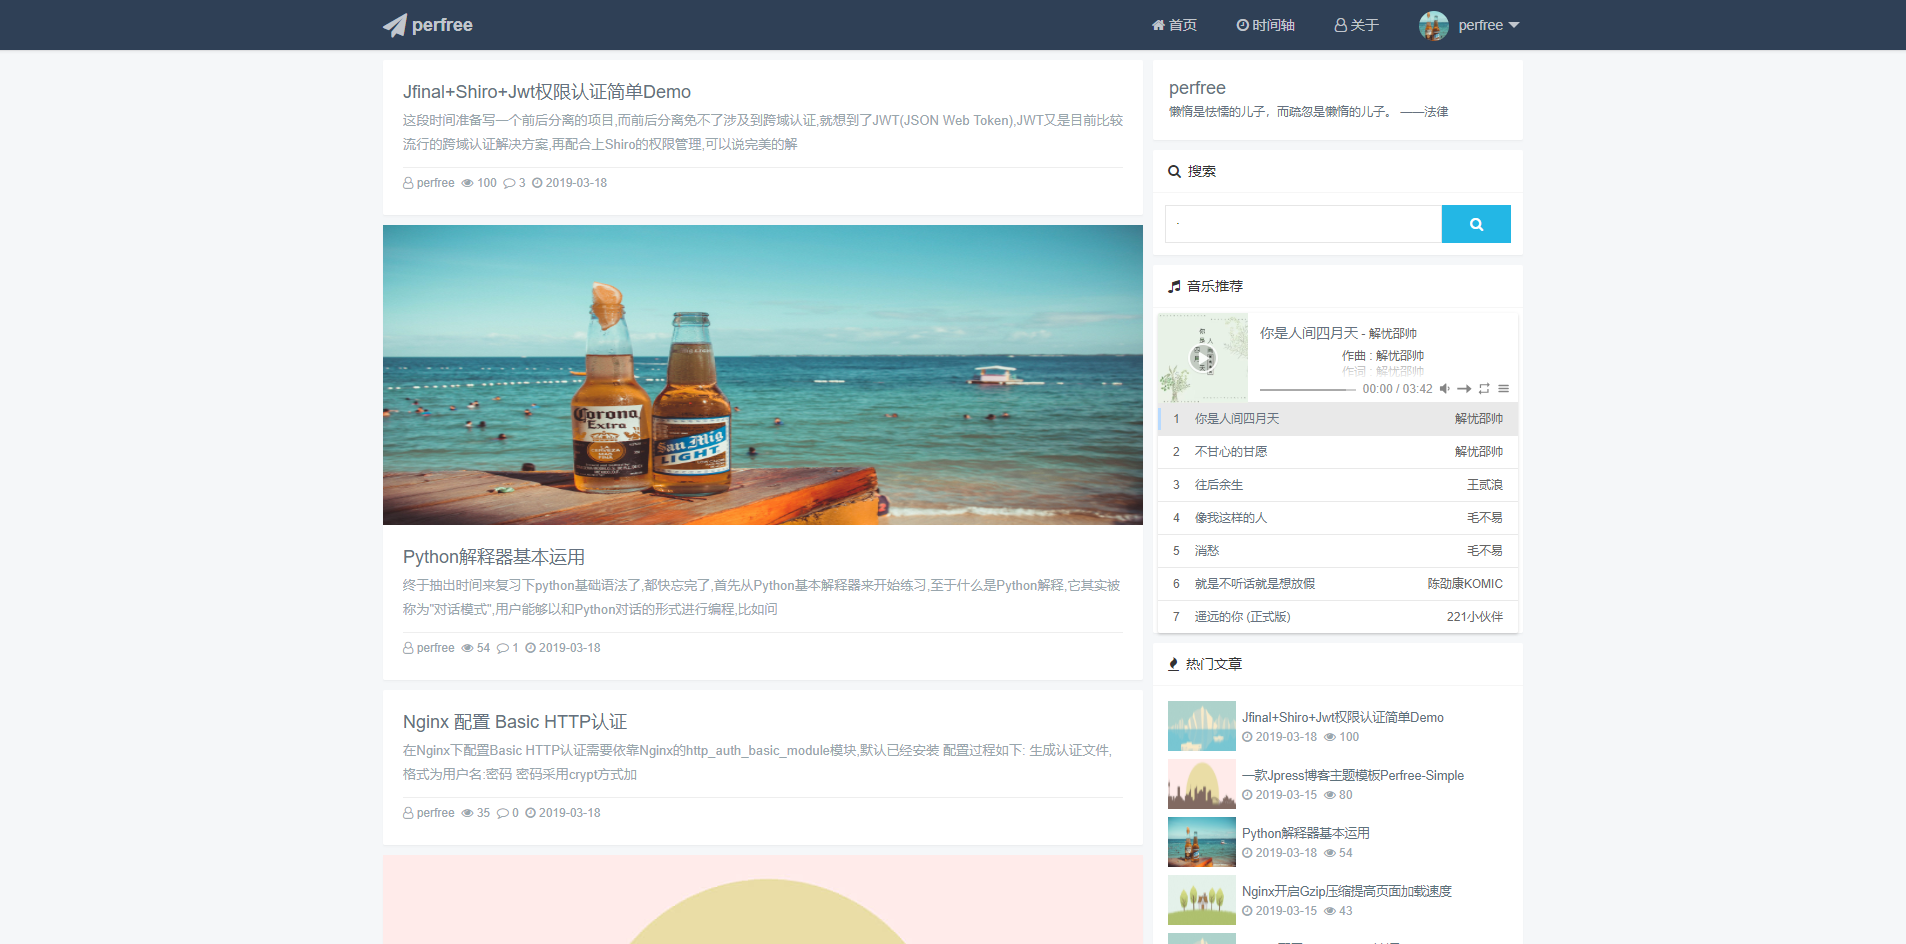 perfree
首页
时间轴
关于
perfree
Jfinal+Shiro+Jwt权限认证简单Demo
这段时间准备写一个前后分离的项目,而前后分离免不了涉及到跨域认证,就想到了JWT(JSON Web Token),JWT又是目前比较
流行的跨域认证解决方案,再配合上Shiro的权限管理,可以说完美的解
perfree 100 3 2019-03-18
Corona
Extra
San Mig
LIGHT
Python解释器基本运用
终于抽出时间来复习下python基础语法了,都快忘完了,首先从Python基本解释器来开始练习,至于什么是Python解释,它其实被
称为"对话模式",用户能够以和Python对话的形式进行编程,比如问
perfree 54 1 2019-03-18
Nginx 配置 Basic HTTP认证
在Nginx下配置Basic HTTP认证需要依靠Nginx的http_auth_basic_module模块,默认已经安装 配置过程如下: 生成认证文件,
格式为用户名:密码 密码采用crypt方式加
perfree 35 0 2019-03-18
perfree
懒惰是怯懦的儿子，而疏忽是懒惰的儿子。 ——法律
搜索
音乐推荐
你是人间四月天 - 解忧邵帅
作曲 : 解忧邵帅
作词 : 解忧邵帅
00:00 / 03:42
1 你是人间四月天 解忧邵帅
2 不甘心的甘愿 解忧邵帅
3 往后余生 王贰浪
4 像我这样的人 毛不易
5 消愁 毛不易
6 就是不听话就是想放假 陈劭康KOMIC
7 遥远的你 (正式版) 221小伙伴
热门文章
Jfinal+Shiro+Jwt权限认证简单Demo
2019-03-18 100
一款Jpress博客主题模板Perfree-Simple
2019-03-15 80
Python解释器基本运用
2019-03-18 54
Nginx开启Gzip压缩提高页面加载速度
2019-03-15 43